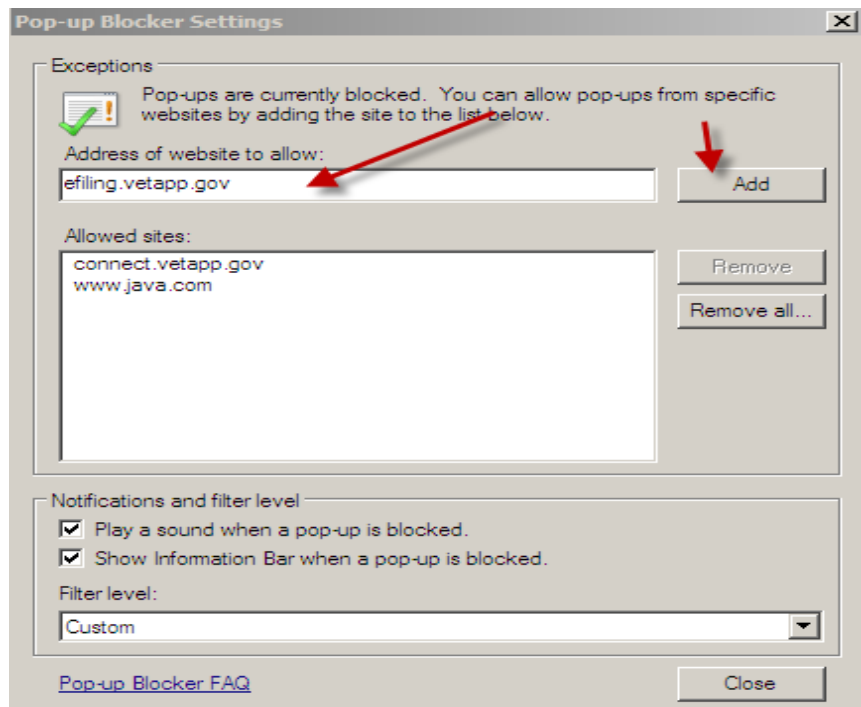 Pop-up Blocker Settings
Exceptions
Pop-ups are currently blocked. You can allow pop-ups from specific
websites by adding the site to the list below.
Address of website to allow:
efiling.vetapp.gov
Add
Allowed sites:
connect.vetapp.gov
www.java.com
Remove
Remove all...
Notifications and filter level
Play a sound when a pop-up is blocked.
Show Information Bar when a pop-up is blocked.
Filter level:
Custom
Pop-up Blocker FAQ
Close